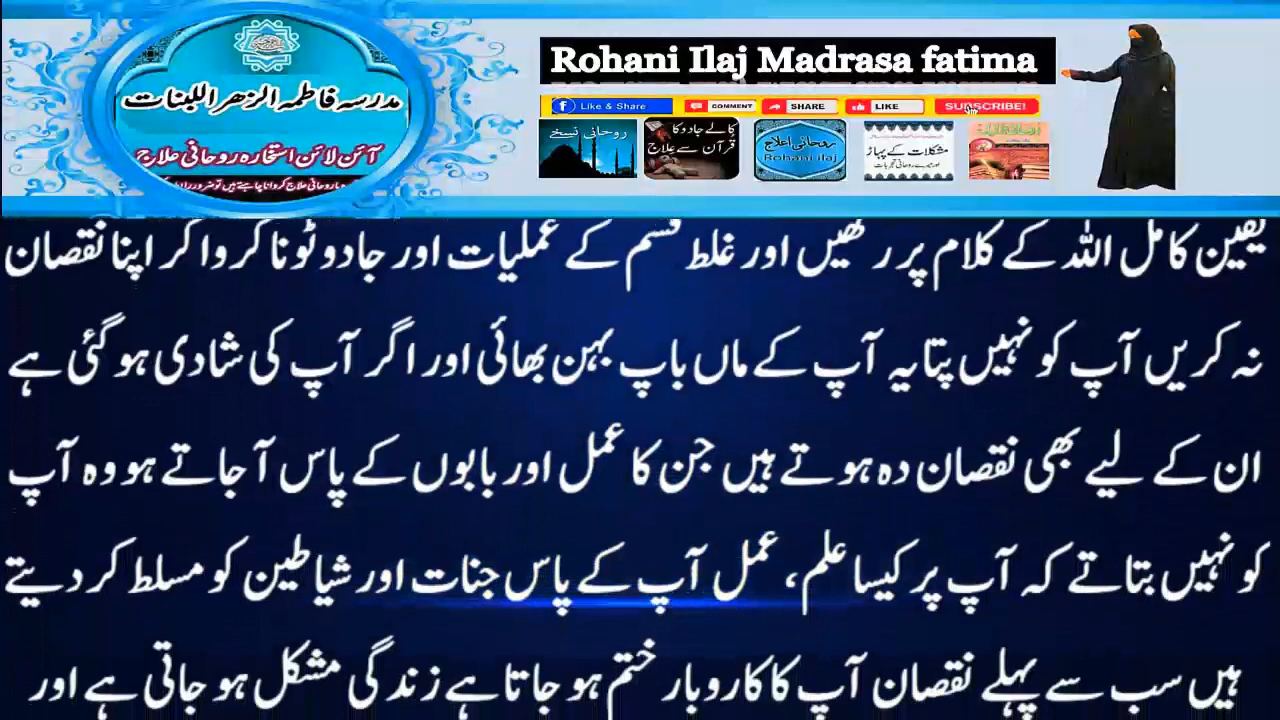 مدرسہ فاطمہ الزھرا للبنات
آئن لائن استخارہ روحانی علاج
Rohani Ilaj Madrasa fatima
Like & Share
COMMENT
SHARE
LIKE
SUBSCRIBE!
روحانی نسخ
کالے جادو کا
قرآن سے علاج
روحانی علاج
Rohani ilaj
مشکلات کے پہاڑ
یقین کامل اللہ کے کلام پر رکھیں اور غلط قسم کے عملیات اور جادو ٹونا کروا کر اپنا نقصان
نہ کریں آپ کو نہیں پتا یہ آپ کے ماں باپ بہن بھائی اور اگر آپ کی شادی ہو گئی ہے
ان کے لیے بھی نقصان دہ ہوتے ہیں جن کا عمل اور بابوں کے پاس آ جاتے ہو وہ آپ
کو نہیں بتاتے کہ آپ پر کیسا علم، عمل آپ کے پاس جنات اور شیاطین کو مسلط کر دیتے
ہیں سب سے پہلے نقصان آپ کا کاروبار ختم ہو جاتا ہے زندگی مشکل ہو جاتی ہے اور